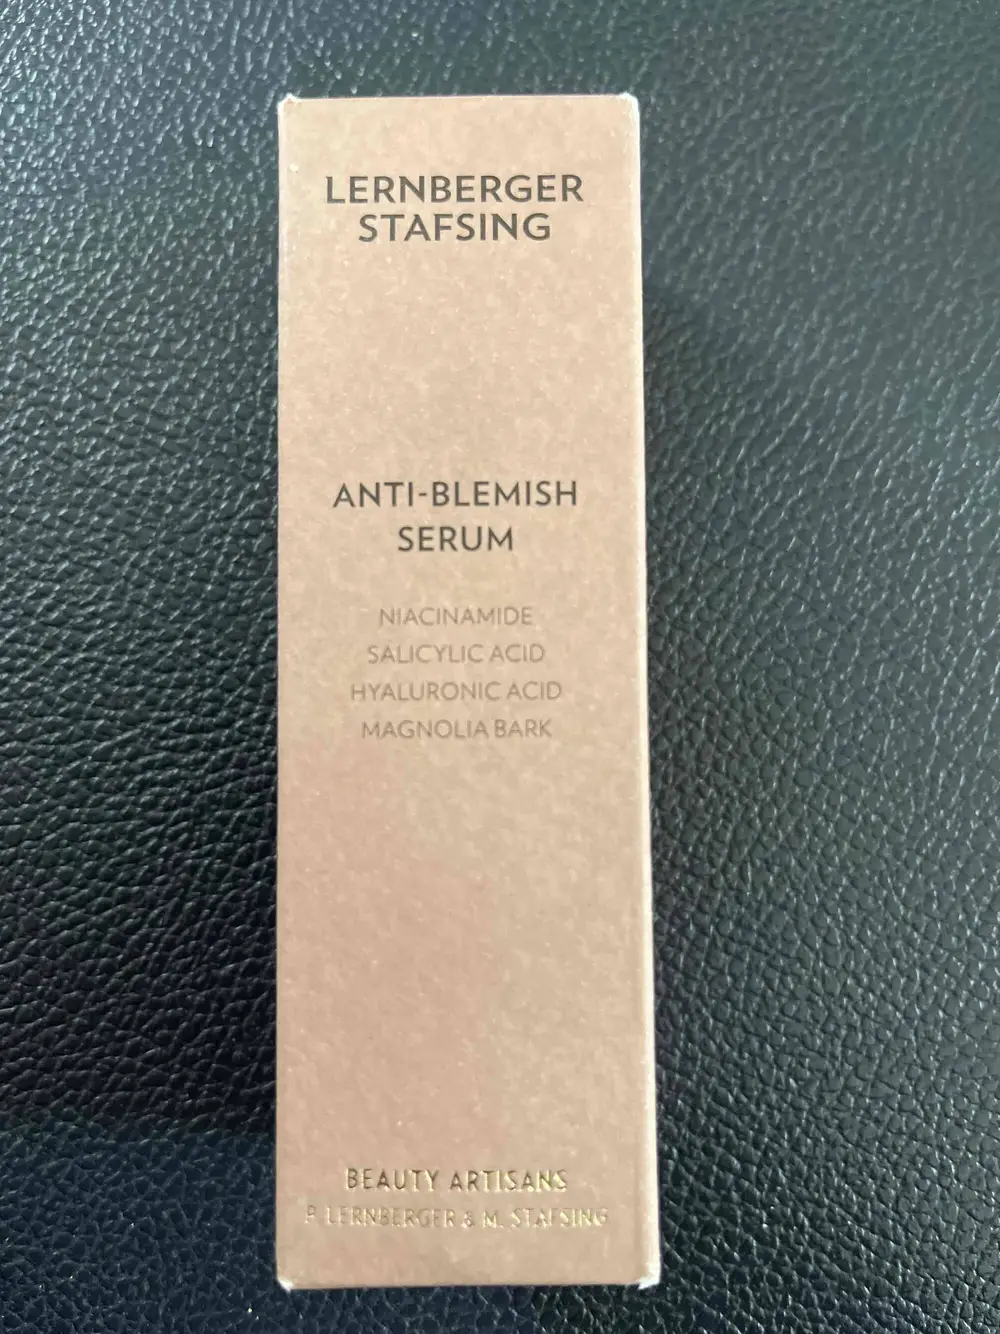 LERNBERGER
STAFSING
ANTI-BLEMISH
SERUM
NIACINAMIDE
SALICYLIC ACID
HYALURONIC ACID
MAGNOLIA BARK
BEAUTY ARTISANS
P. LERNBERGER & M. STAFSING